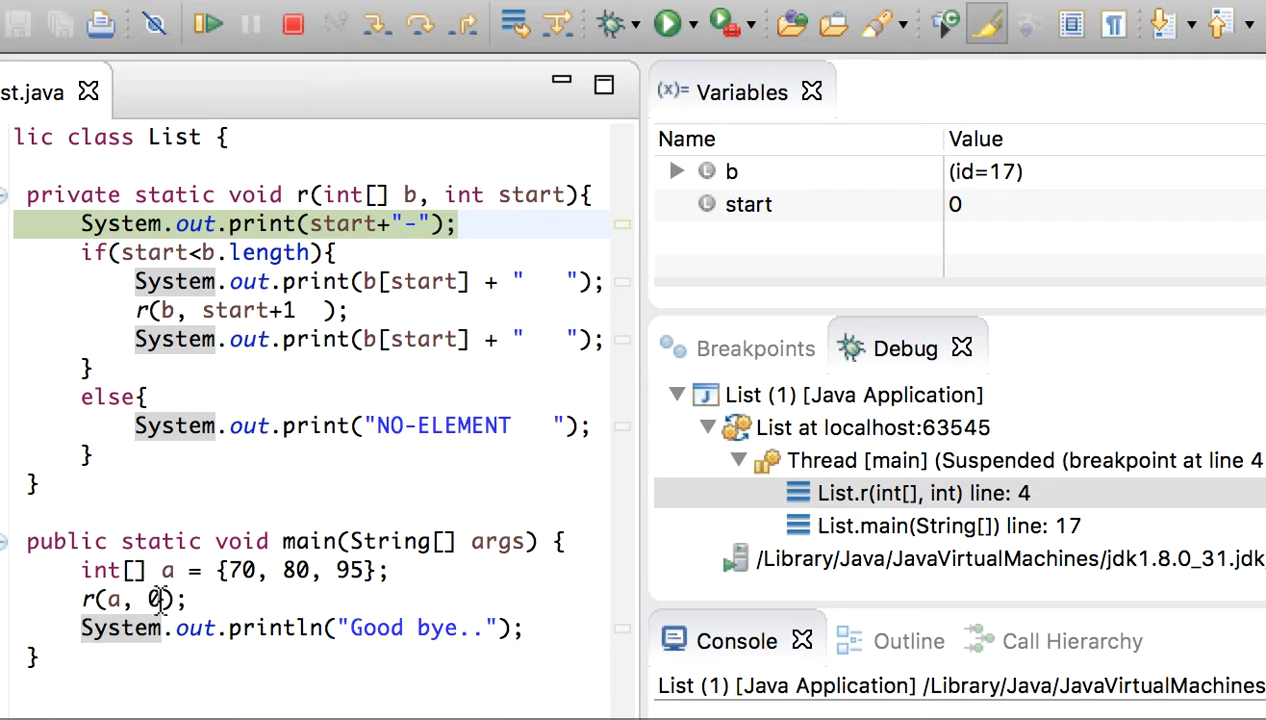 st.java
lic class List {
private static void r(int[] b, int start){
System.out.print(start+"-");
if(start<b.length){
System.out.print(b[start] + "   ");
r(b, start+1  );
System.out.print(b[start] + "   ");
}
else{
System.out.print("NO-ELEMENT   ");
}
}
public static void main(String[] args) {
int[] a = {70, 80, 95};
r(a, 0);
System.out.println("Good bye..");
}
(x)= Variables
Name Value
b (id=17)
start 0
Breakpoints Debug
List (1) [Java Application]
List at localhost:63545
Thread [main] (Suspended (breakpoint at line 4
List.r(int[], int) line: 4
List.main(String[]) line: 17
/Library/Java/JavaVirtualMachines/jdk1.8.0_31.jdk
Console Outline Call Hierarchy
List (1) [Java Application] /Library/Java/JavaVirtualMachines